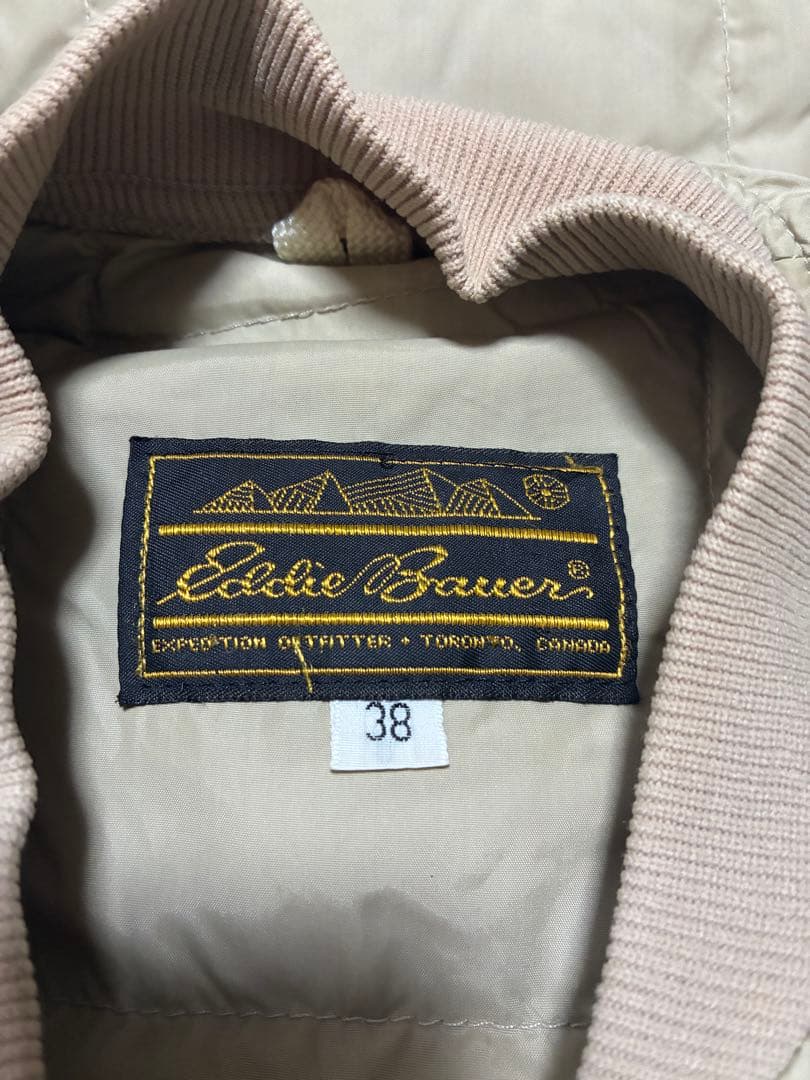 Eddie Bauer®
EXPEDITION OUTFITTER • TORONTO, CANADA
38